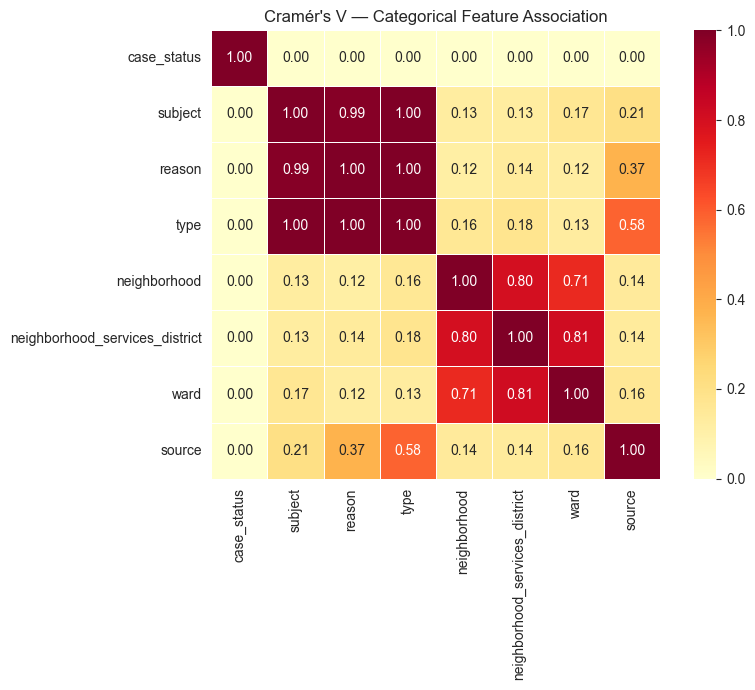 Cramér's V — Categorical Feature Association
case_status 1.00 0.00 0.00 0.00 0.00 0.00 0.00 0.00
subject 0.00 1.00 0.99 1.00 0.13 0.13 0.17 0.21
reason 0.00 0.99 1.00 1.00 0.12 0.14 0.12 0.37
type 0.00 1.00 1.00 1.00 0.16 0.18 0.13 0.58
neighborhood 0.00 0.13 0.12 0.16 1.00 0.80 0.71 0.14
neighborhood_services_district 0.00 0.13 0.14 0.18 0.80 1.00 0.81 0.14
ward 0.00 0.17 0.12 0.13 0.71 0.81 1.00 0.16
source 0.00 0.21 0.37 0.58 0.14 0.14 0.16 1.00
case_status subject reason type neighborhood neighborhood_services_district ward source
1.0
0.8
0.6
0.4
0.2
0.0